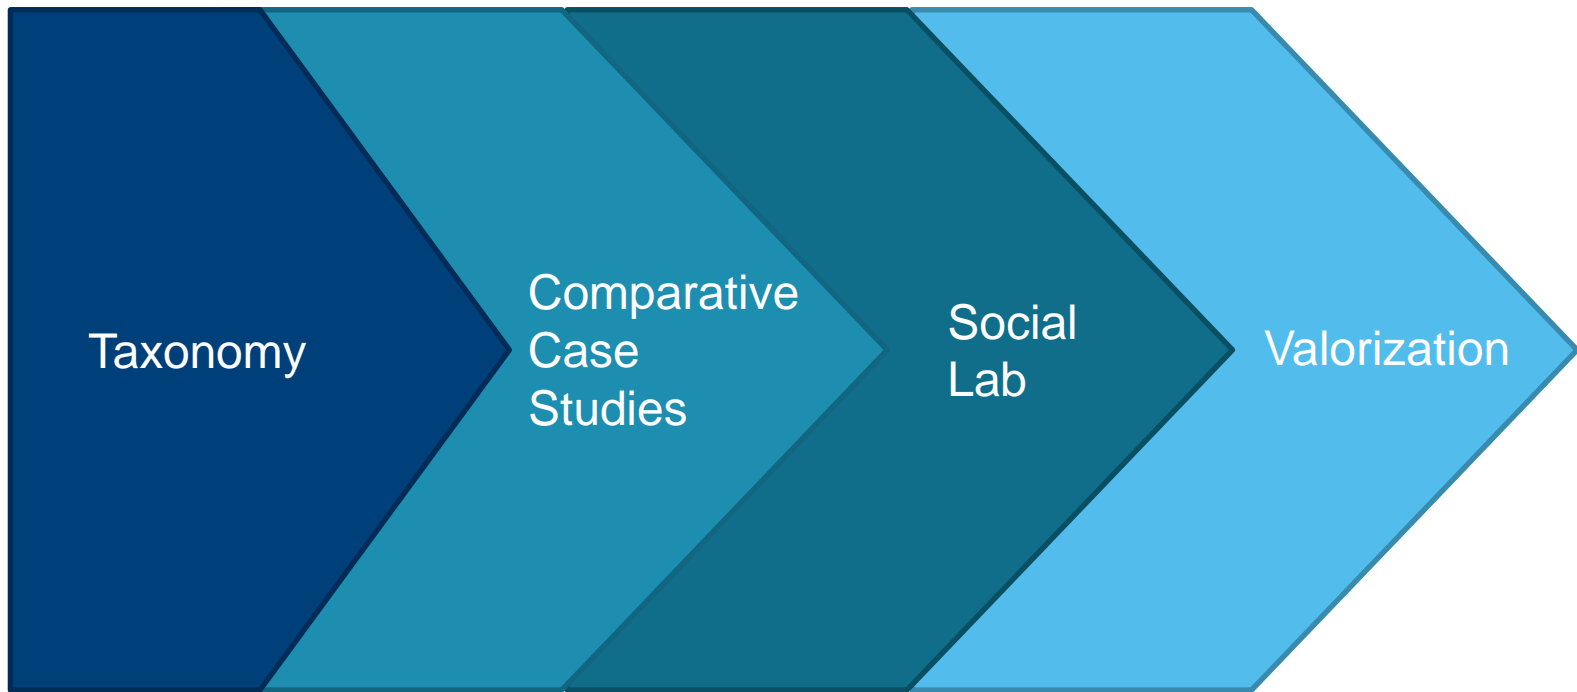 Taxonomy
Comparative
Case
Studies
Social
Lab
Valorization